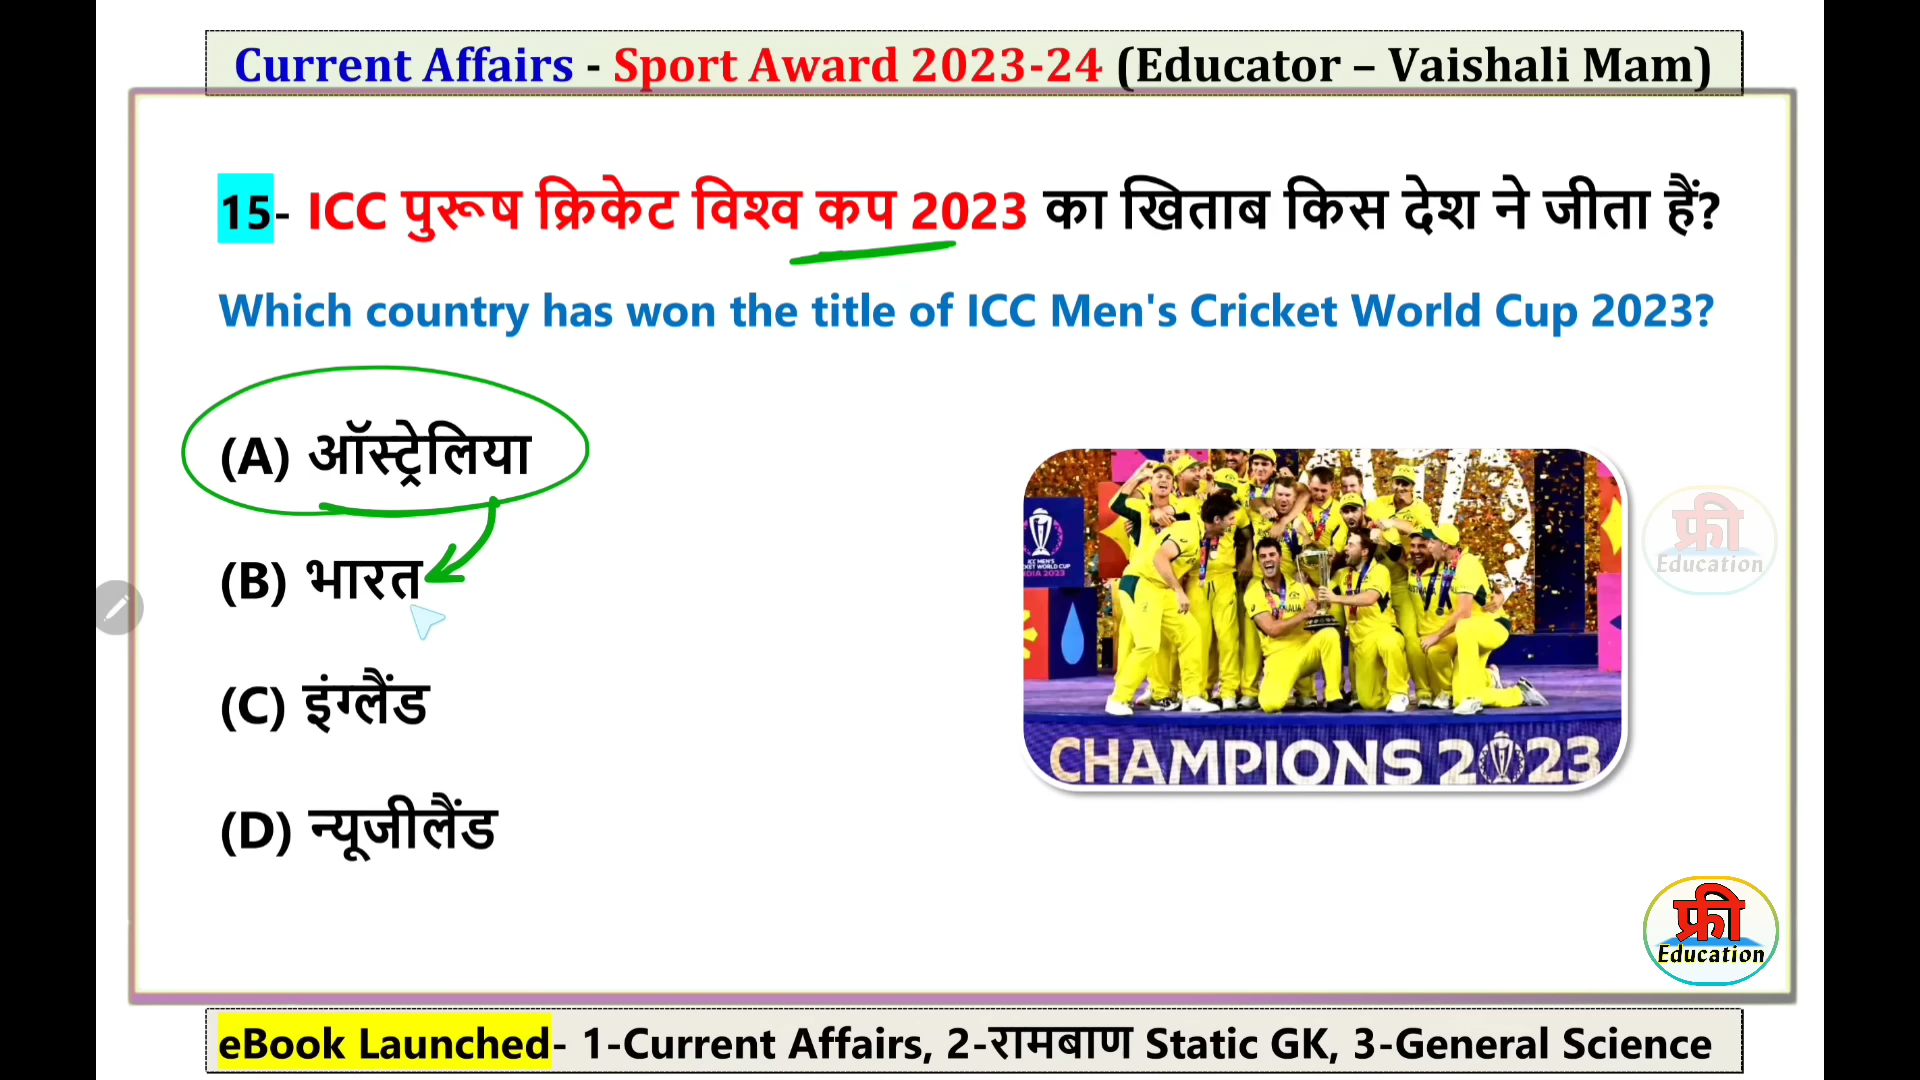 Current Affairs - Sport Award 2023-24 (Educator – Vaishali Mam)
15- ICC पुरूष क्रिकेट विश्व कप 2023 का खिताब किस देश ने जीता हैं?
Which country has won the title of ICC Men's Cricket World Cup 2023?
(A) ऑस्ट्रेलिया
(B) भारत
(C) इंग्लैंड
(D) न्यूजीलैंड
CHAMPIONS 2023
फ्री
Education
फ्री
Education
eBook Launched- 1-Current Affairs, 2-रामबाण Static GK, 3-General Science